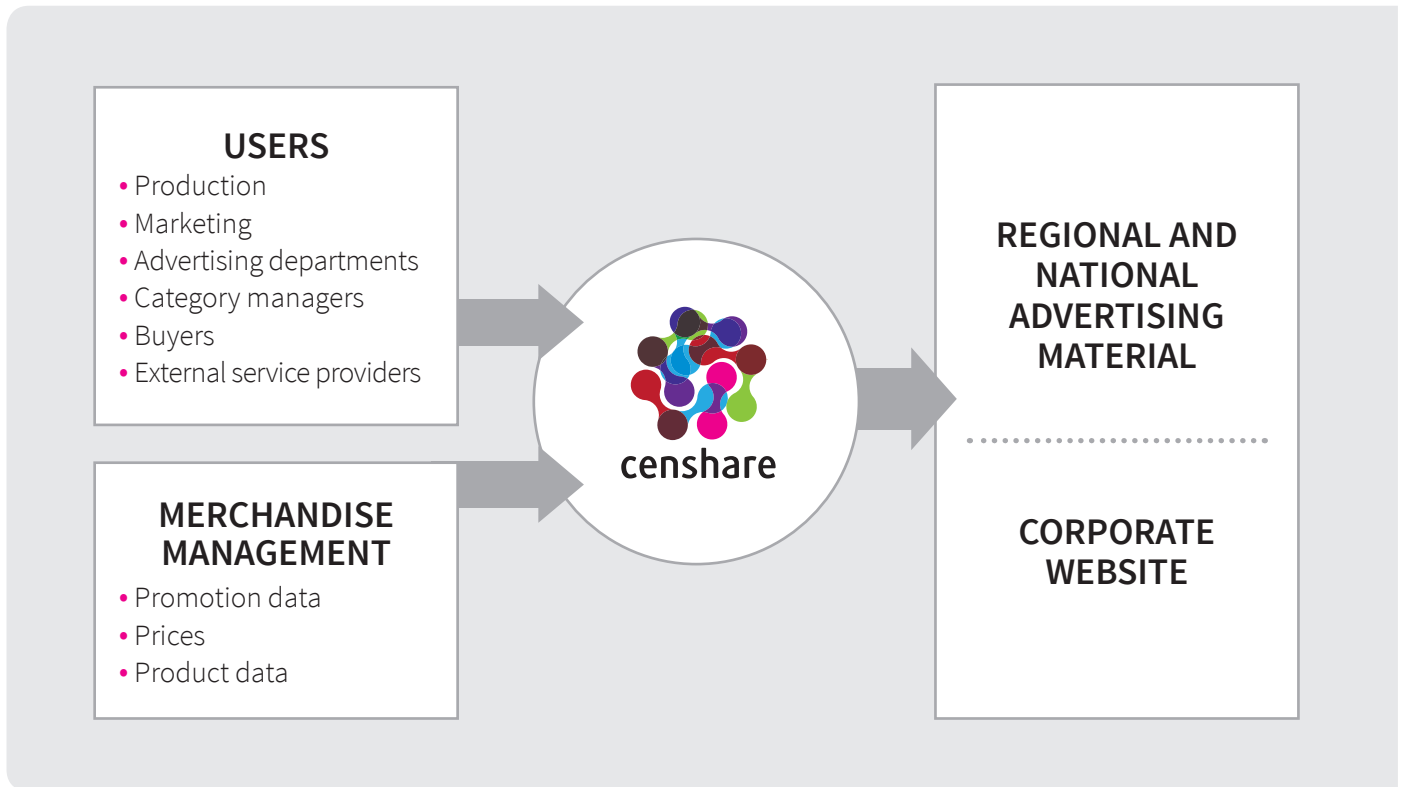 USERS
• Production
• Marketing
• Advertising departments
• Category managers
• Buyers
• External service providers
MERCHANDISE
MANAGEMENT
• Promotion data
• Prices
• Product data
censhare
REGIONAL AND
NATIONAL
ADVERTISING
MATERIAL
CORPORATE
WEBSITE